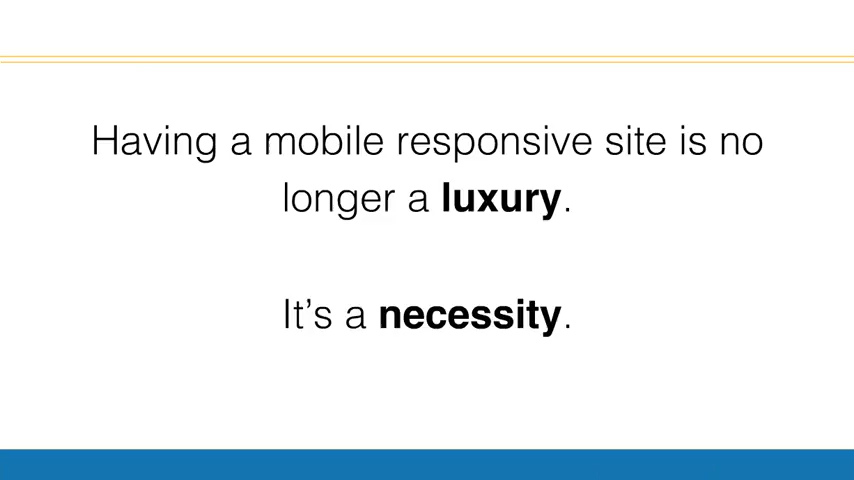 Having a mobile responsive site is no
longer a luxury.
It’s a necessity.